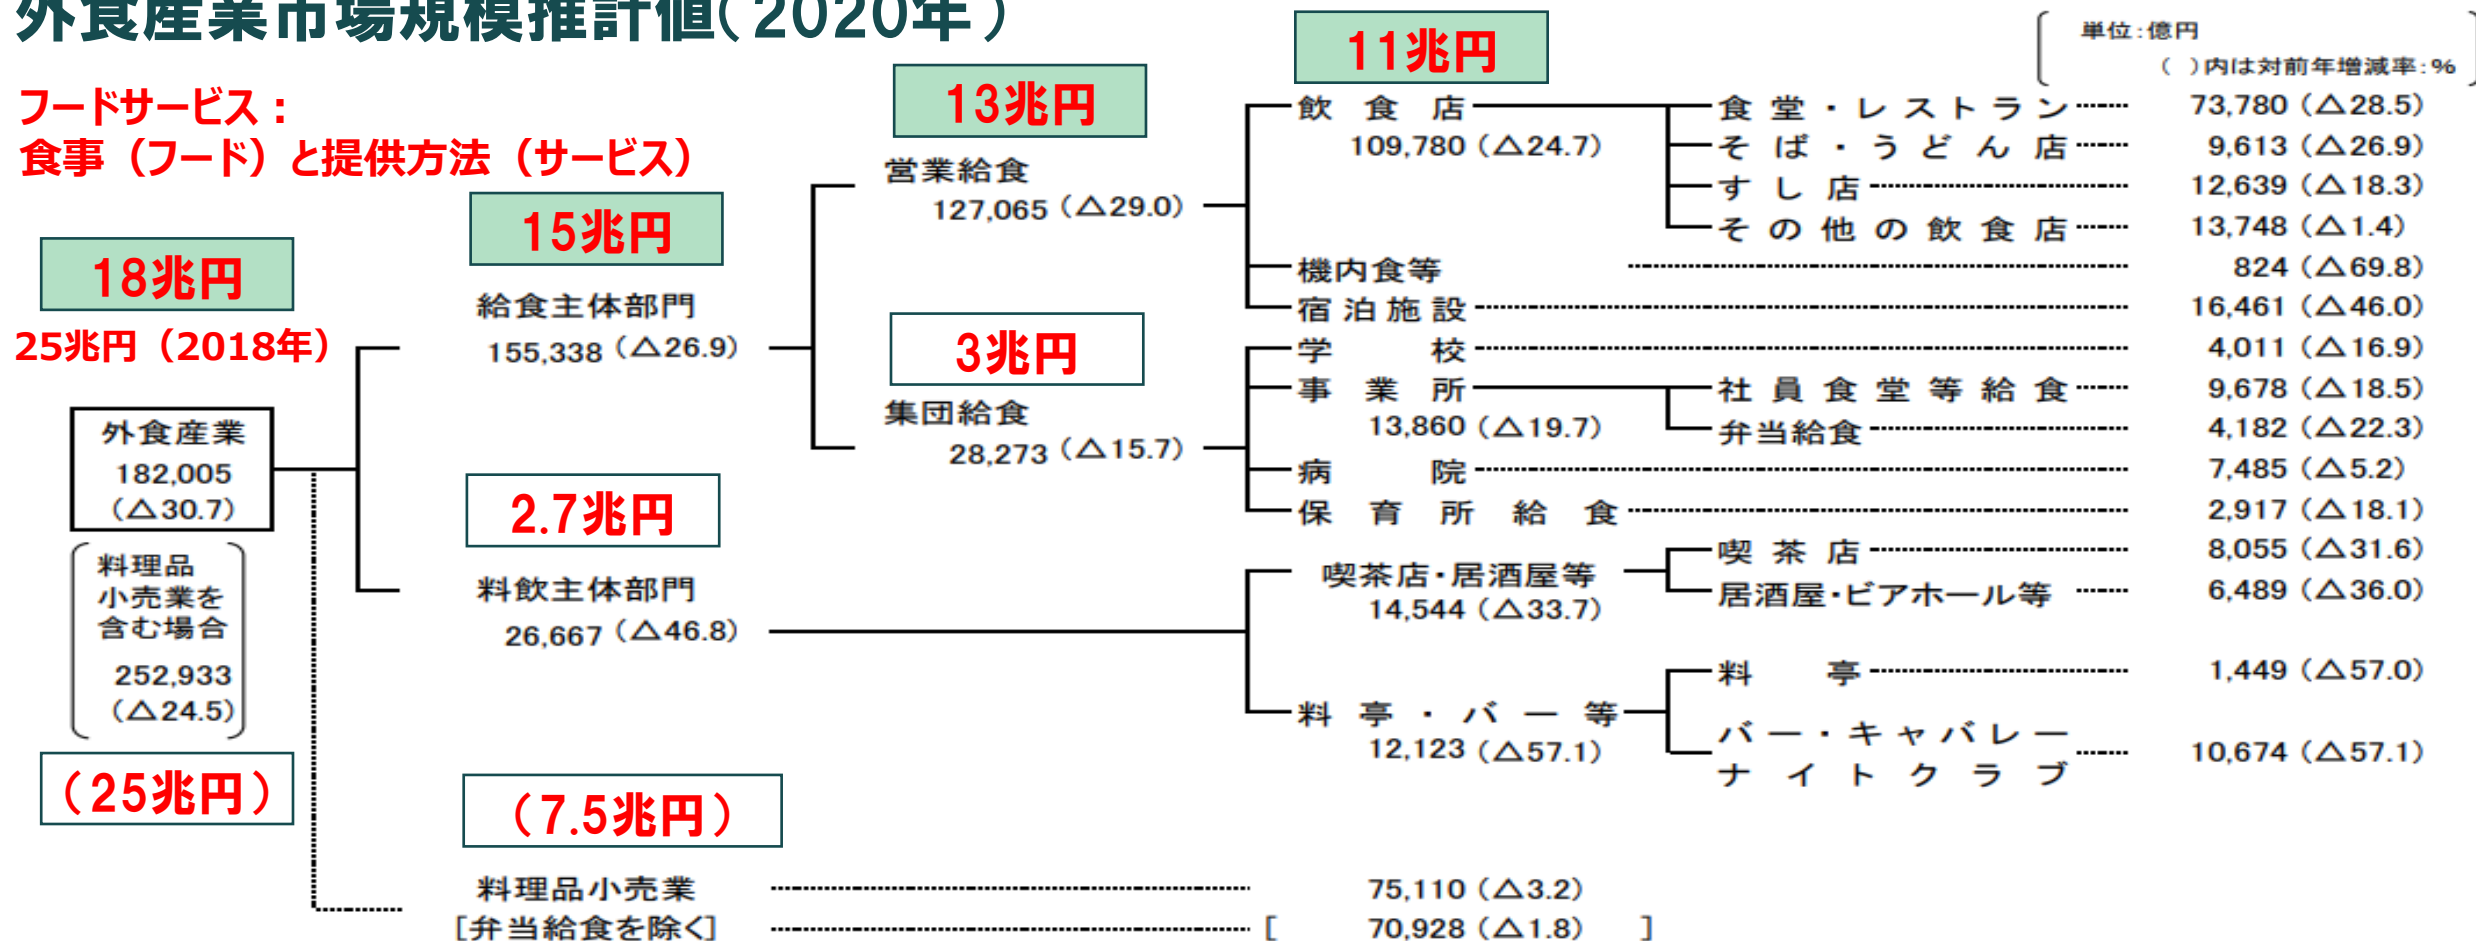 外食産業市場規模推計値(2020年)
単位:億円
( )内は対前年増減率:%
フードサービス：
食事（フード）と提供方法（サービス）
18兆円
25兆円（2018年）
外食産業
182,005
(△30.7)
料理品
小売業を
含む場合
252,933
(△24.5)
(25兆円)
15兆円
給食主体部門
155,338 (△26.9)
2.7兆円
料飲主体部門
26,667 (△46.8)
(7.5兆円)
料理品小売業 75,110 (△3.2)
[弁当給食を除く] [ 70,928 (△1.8) ]
13兆円
営業給食
127,065 (△29.0)
3兆円
集団給食
28,273 (△15.7)
11兆円
飲食店
109,780 (△24.7)
食堂・レストラン 73,780 (△28.5)
そば・うどん店 9,613 (△26.9)
すし店 12,639 (△18.3)
その他の飲食店 13,748 (△1.4)
機内食等 824 (△69.8)
宿泊施設 16,461 (△46.0)
学校 4,011 (△16.9)
事業所
13,860 (△19.7)
社員食堂等給食 9,678 (△18.5)
弁当給食 4,182 (△22.3)
病院 7,485 (△5.2)
保育所給食 2,917 (△18.1)
喫茶店・居酒屋等
14,544 (△33.7)
喫茶店 8,055 (△31.6)
居酒屋・ビアホール等 6,489 (△36.0)
料亭・バー等
12,123 (△57.1)
料亭 1,449 (△57.0)
バー・キャバレー
ナイトクラブ 10,674 (△57.1)